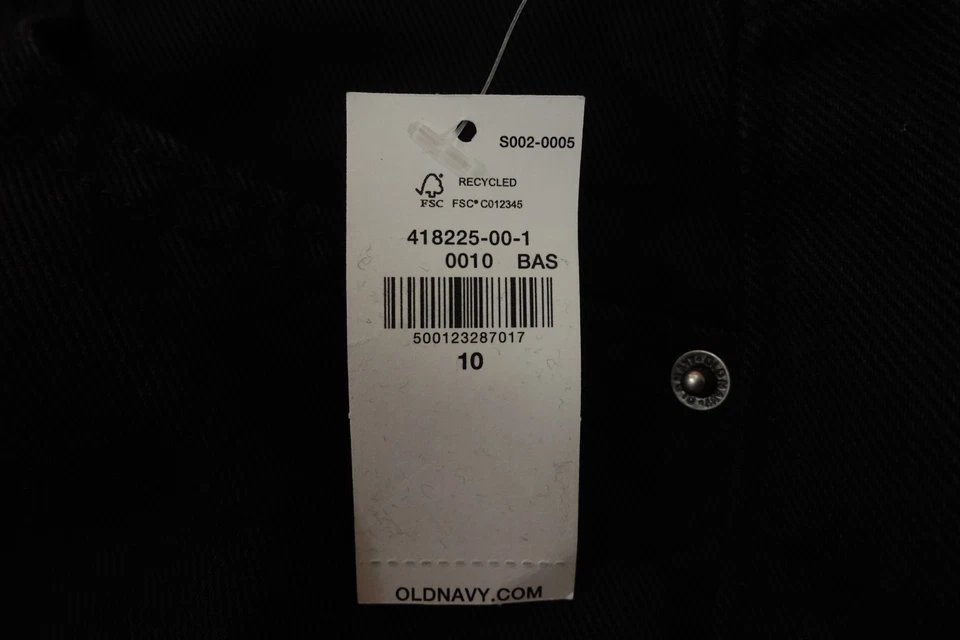 S002-0005
RECYCLED
FSC FSC® C012345
418225-00-1
0010 BAS
500123287017
10
OLDNAVY.COM